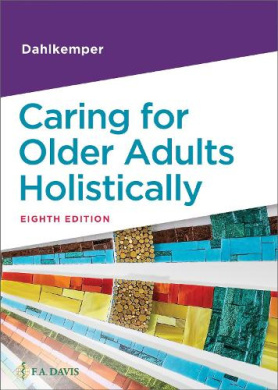 Dahlkemper
Caring for
Older Adults
Holistically
EIGHTH EDITION
F.A. DAVIS